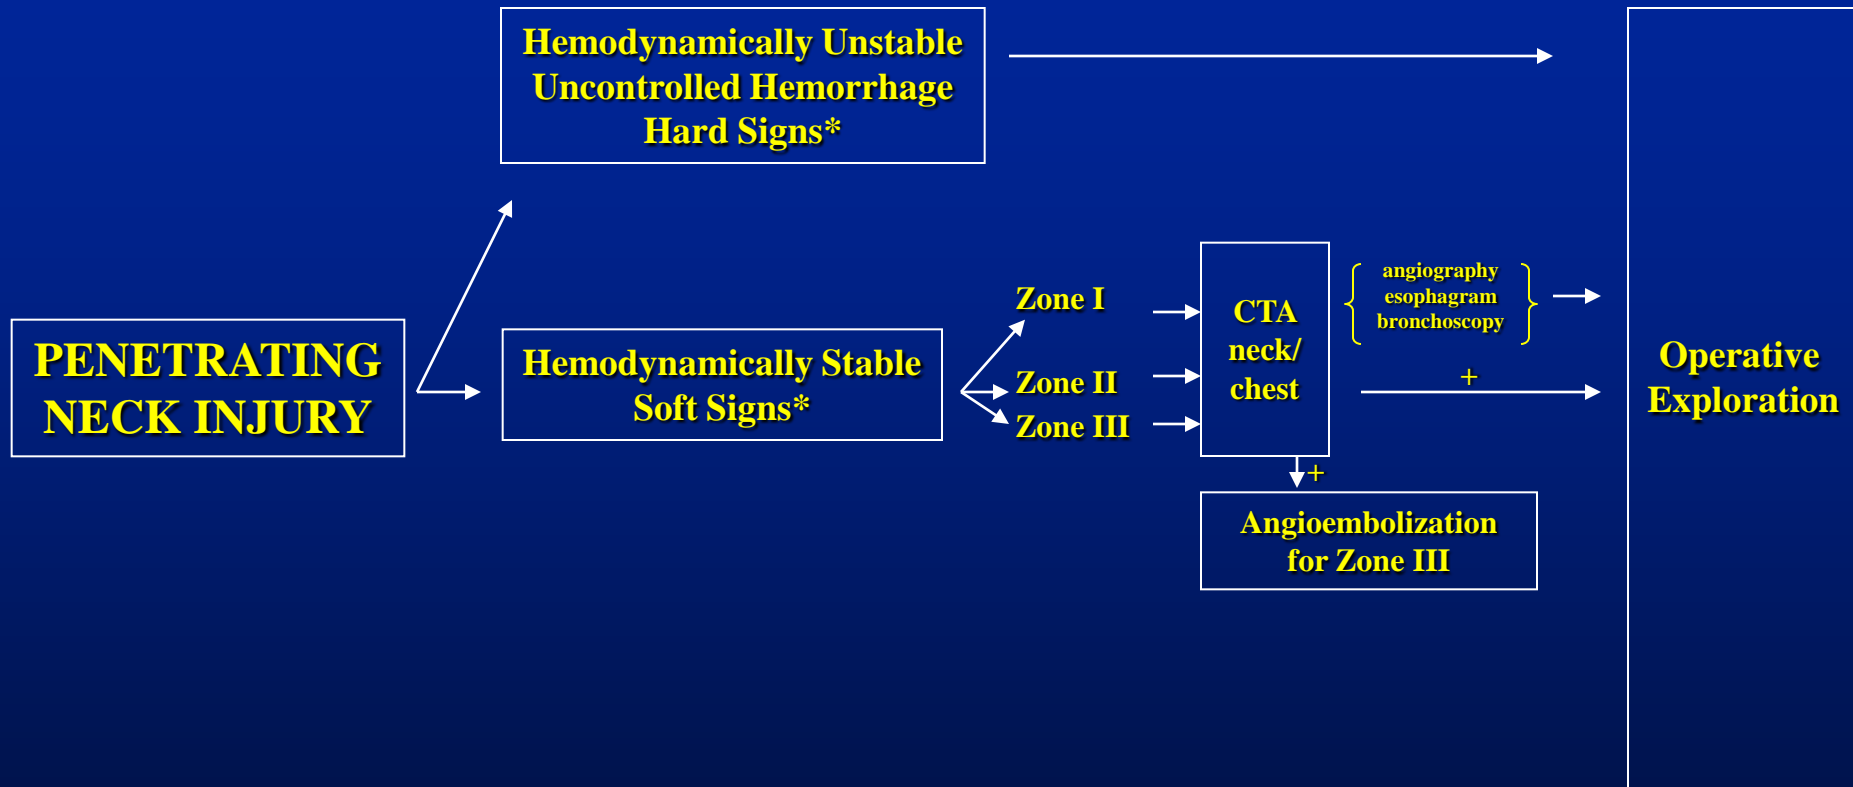 Hemodynamically Unstable
Uncontrolled Hemorrhage
Hard Signs*
PENETRATING
NECK INJURY
Hemodynamically Stable
Soft Signs*
Zone I
Zone II
Zone III
CTA
neck/
chest
angiography
esophagram
bronchoscopy
+
+
Angioembolization
for Zone III
Operative
Exploration